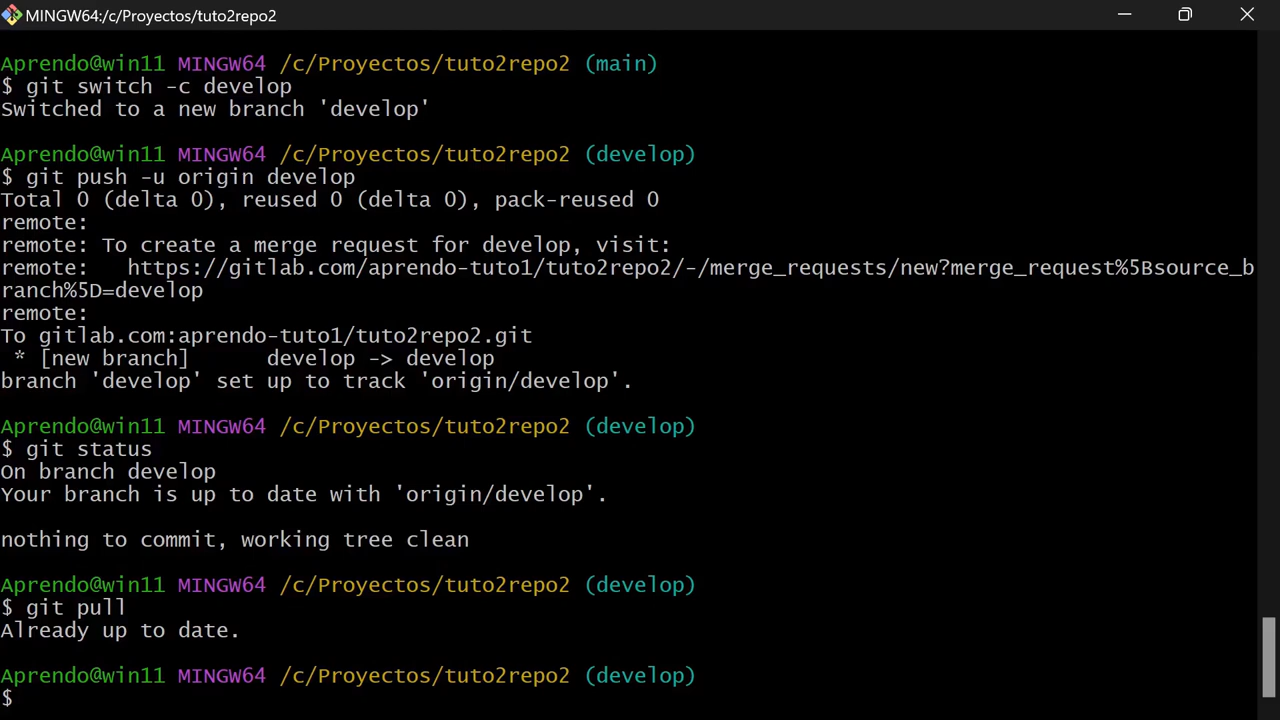 MINGW64:/c/Proyectos/tuto2repo2
Aprendo@win11 MINGW64 /c/Proyectos/tuto2repo2 (main)
$ git switch -c develop
Switched to a new branch 'develop'
Aprendo@win11 MINGW64 /c/Proyectos/tuto2repo2 (develop)
$ git push -u origin develop
Total 0 (delta 0), reused 0 (delta 0), pack-reused 0
remote:
remote: To create a merge request for develop, visit:
remote:   https://gitlab.com/aprendo-tuto1/tuto2repo2/-/merge_requests/new?merge_request%5Bsource_b
ranch%5D=develop
remote:
To gitlab.com:aprendo-tuto1/tuto2repo2.git
 * [new branch]      develop -> develop
branch 'develop' set up to track 'origin/develop'.
Aprendo@win11 MINGW64 /c/Proyectos/tuto2repo2 (develop)
$ git status
On branch develop
Your branch is up to date with 'origin/develop'.
nothing to commit, working tree clean
Aprendo@win11 MINGW64 /c/Proyectos/tuto2repo2 (develop)
$ git pull
Already up to date.
Aprendo@win11 MINGW64 /c/Proyectos/tuto2repo2 (develop)
$